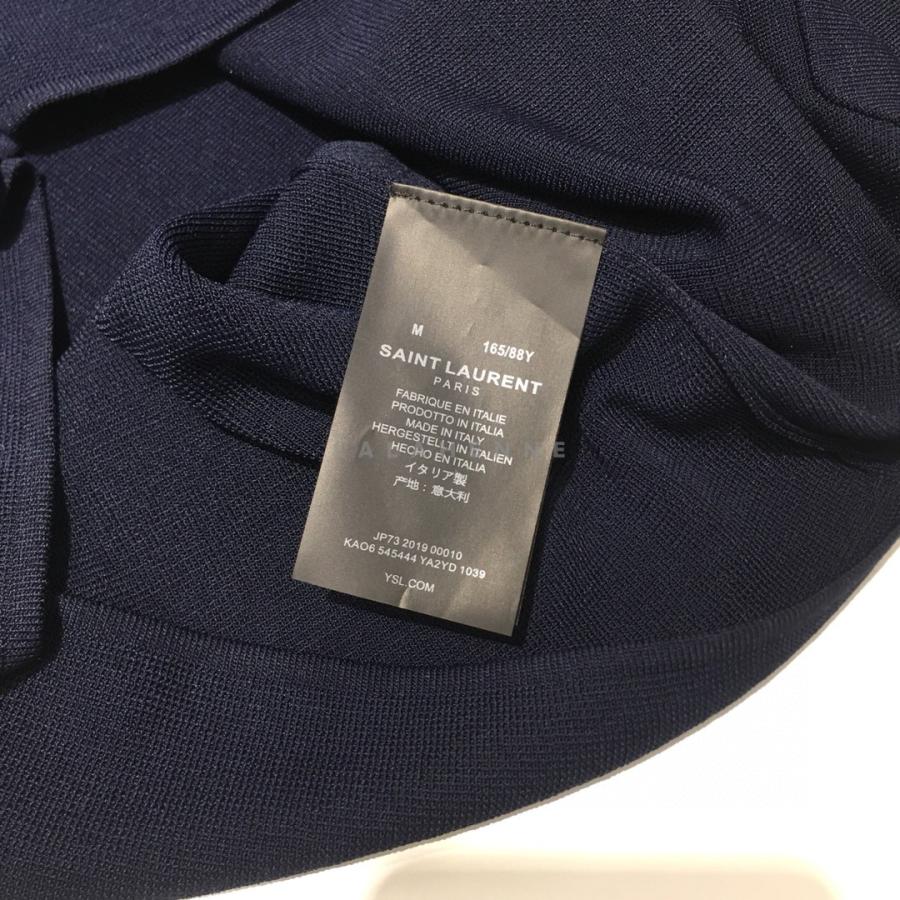 M 165/88Y
SAINT LAURENT
PARIS
FABRIQUE EN ITALIE
PRODOTTO IN ITALIA
MADE IN ITALY
HERGESTELLT IN ITALIEN
HECHO EN ITALIA
イタリア製
产地：意大利
JP73 2019 00010
KAO6 545444 YA2YD 1039
YSL.COM